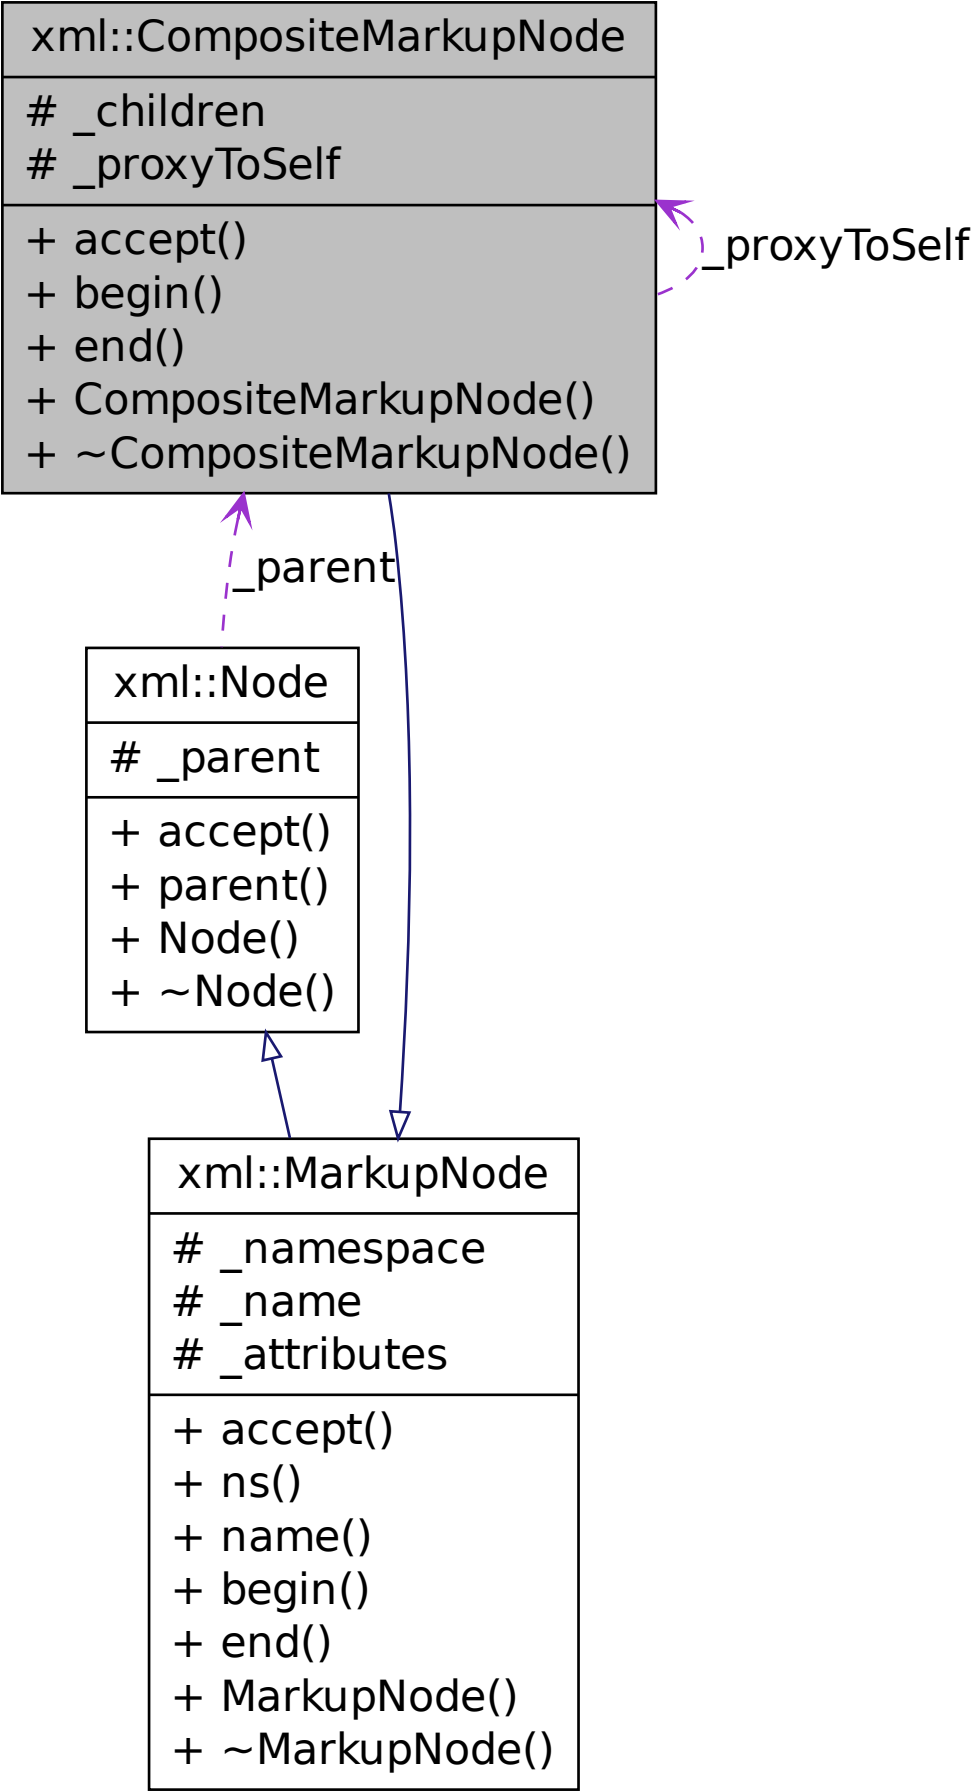 xml::CompositeMarkupNode
# _children
# _proxyToSelf
+ accept()
+ begin()
+ end()
+ CompositeMarkupNode()
+ ~CompositeMarkupNode()
_proxyToSelf
_parent
xml::Node
# _parent
+ accept()
+ parent()
+ Node()
+ ~Node()
xml::MarkupNode
# _namespace
# _name
# _attributes
+ accept()
+ ns()
+ name()
+ begin()
+ end()
+ MarkupNode()
+ ~MarkupNode()